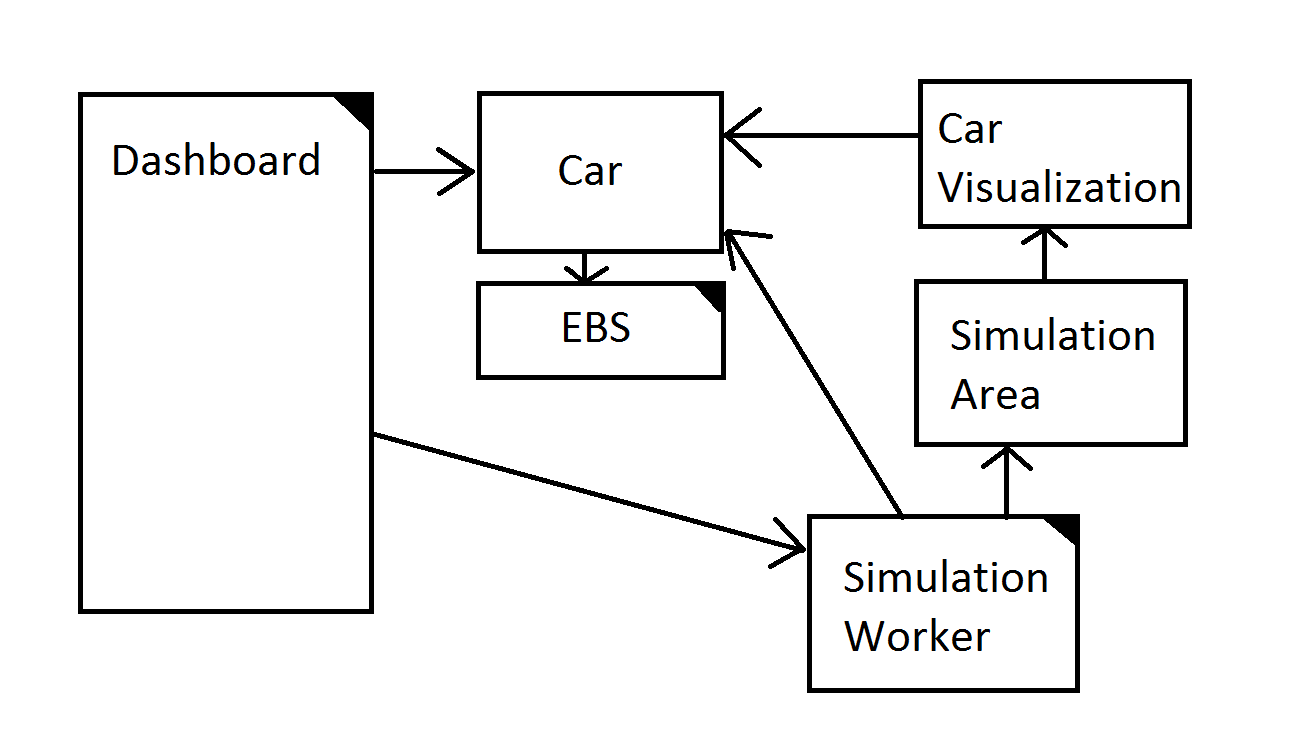 Dashboard
Car
EBS
Car
Visualization
Simulation
Area
Simulation
Worker